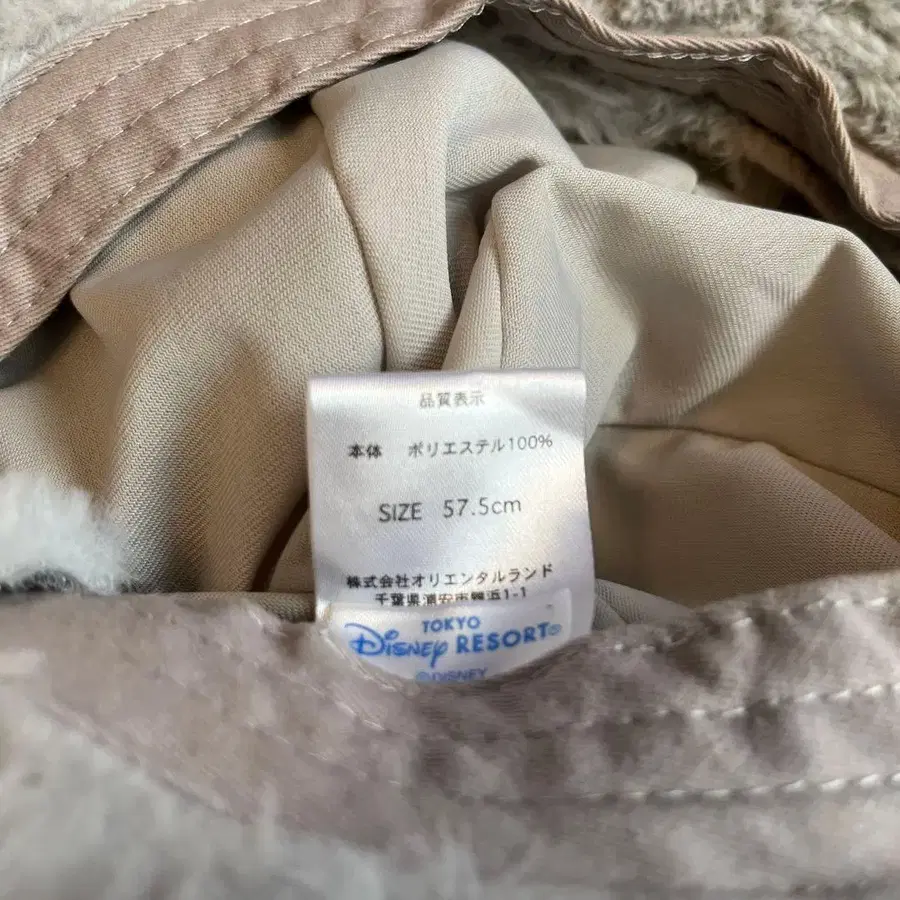 品質表示
本体 ポリエステル100%
SIZE 57.5cm
株式会社オリエンタルランド
千葉県浦安市舞浜1-1
TOKYO
Disney RESORT®
©DISNEY